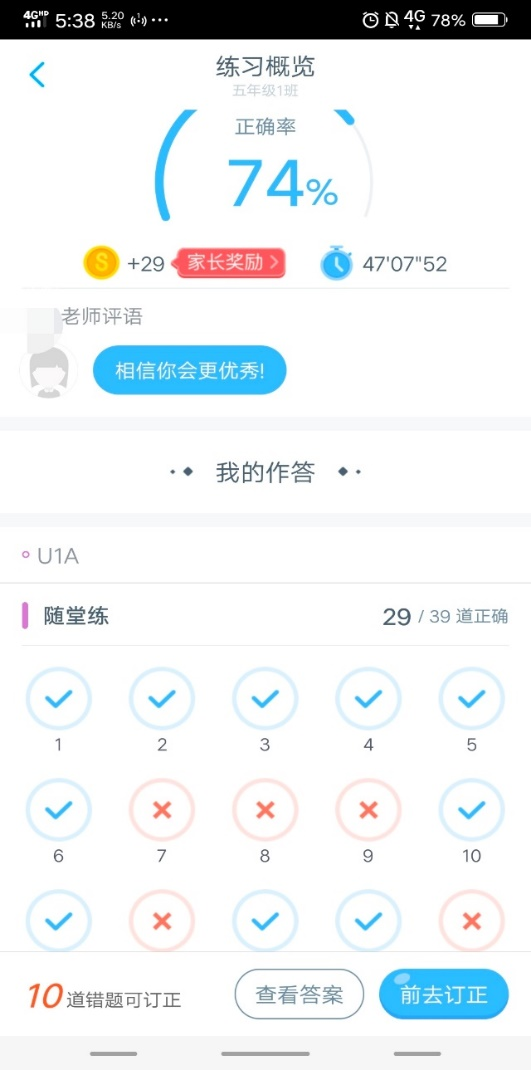 4G HD 5:38 5.20 KB/s ··· 4G 78%
练习概览
五年级1班
正确率
74%
+29 家长奖励 > 47'07"52
老师评语
相信你会更优秀!
我的作答
U1A
随堂练 29 / 39 道正确
1 2 3 4 5
6 7 8 9 10
10道错题可订正 查看答案 前去订正